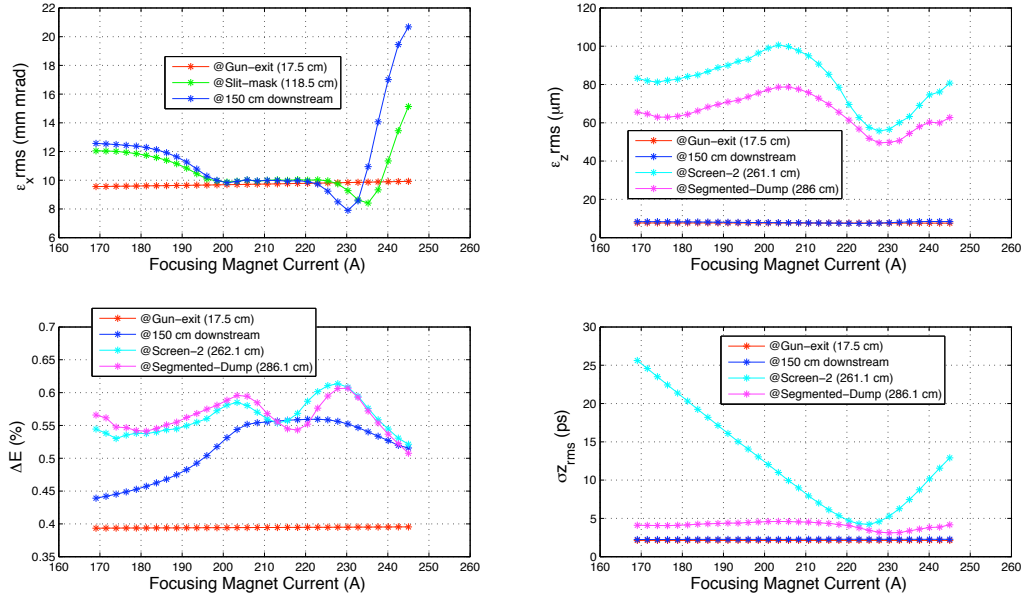 22
20
18
16
14
12
10
8
6
160 170 180 190 200 210 220 230 240 250 260
Focusing Magnet Current (A)
εx rms (mm mrad)
@Gun−exit (17.5 cm)
@Slit−mask (118.5 cm)
@150 cm downstream
120
100
80
60
40
20
0
160 170 180 190 200 210 220 230 240 250 260
Focusing Magnet Current (A)
εz rms (μm)
@Gun−exit (17.5 cm)
@150 cm downstream
@Screen−2 (261.1 cm)
@Segmented−Dump (286 cm)
0.7
0.65
0.6
0.55
0.5
0.45
0.4
0.35
160 170 180 190 200 210 220 230 240 250 260
Focusing Magnet Current (A)
ΔE (%)
@Gun−exit (17.5 cm)
@150 cm downstream
@Screen−2 (262.1 cm)
@Segmented−Dump (286.1 cm)
30
25
20
15
10
5
0
160 170 180 190 200 210 220 230 240 250 260
Focusing Magnet Current (A)
σzrms (ps)
@Gun−exit (17.5 cm)
@150 cm downstream
@Screen−2 (261.1 cm)
@Segmented−Dump (286.1 cm)